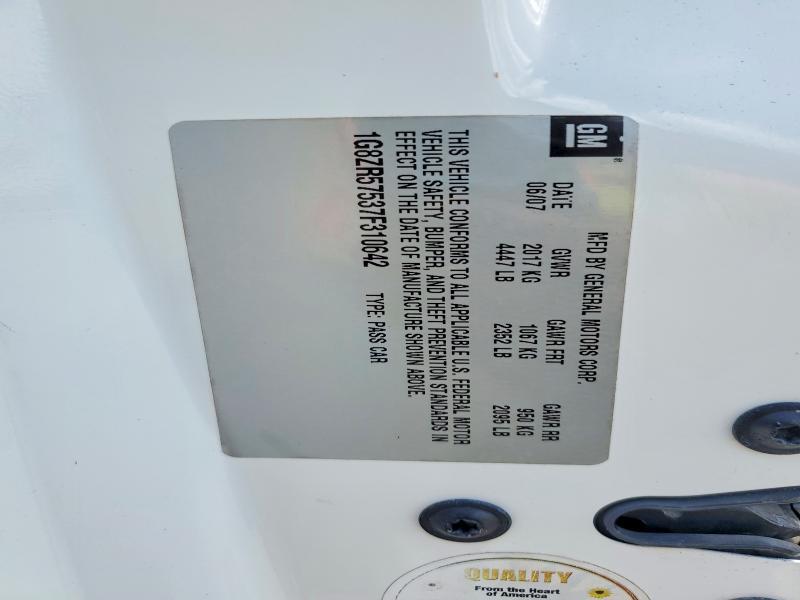 GM
MFD BY GENERAL MOTORS CORP.
DATE GVWR GAWR FRT GAWR RR
06/07 2017 KG 1067 KG 950 KG
4447 LB 2352 LB 2095 LB
THIS VEHICLE CONFORMS TO ALL APPLICABLE U.S. FEDERAL MOTOR
VEHICLE SAFETY, BUMPER, AND THEFT PREVENTION STANDARDS IN
EFFECT ON THE DATE OF MANUFACTURE SHOWN ABOVE.
1G8ZR57537F310642 TYPE: PASS CAR
QUALITY
From the Heart
of America